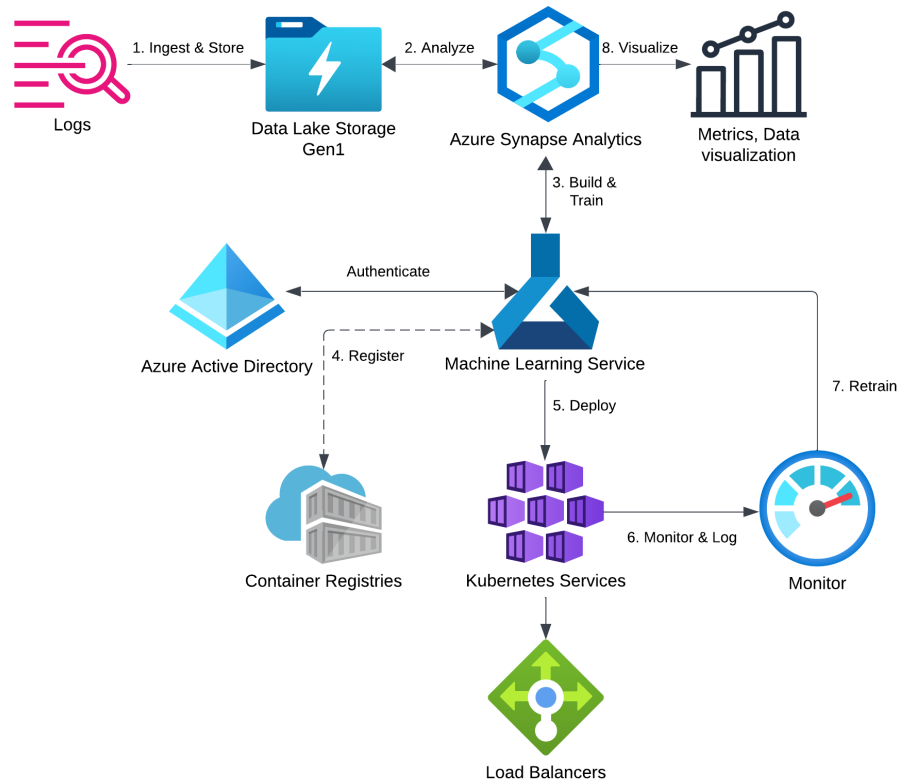 1. Ingest & Store
2. Analyze
8. Visualize
Logs
Data Lake Storage
Gen1
Azure Synapse Analytics
Metrics, Data
visualization
3. Build &
Train
Authenticate
Azure Active Directory
4. Register
Machine Learning Service
7. Retrain
5. Deploy
6. Monitor & Log
Container Registries
Kubernetes Services
Monitor
Load Balancers